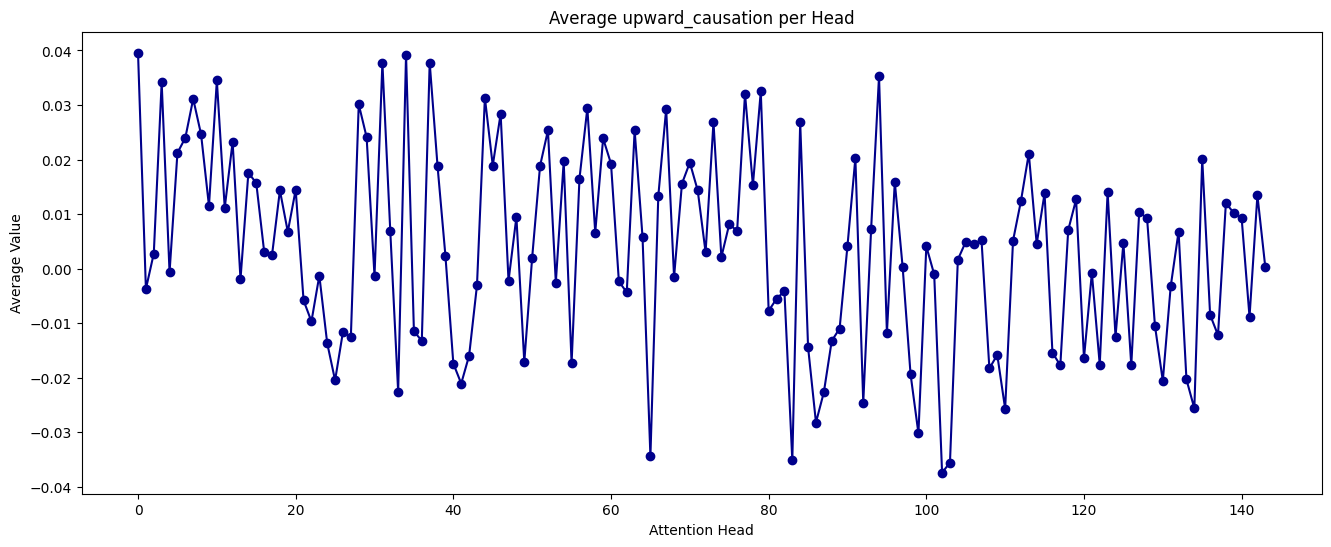 Average upward_causation per Head
0.04
0.03
0.02
0.01
0.00
−0.01
−0.02
−0.03
−0.04
Average Value
0 20 40 60 80 100 120 140
Attention Head